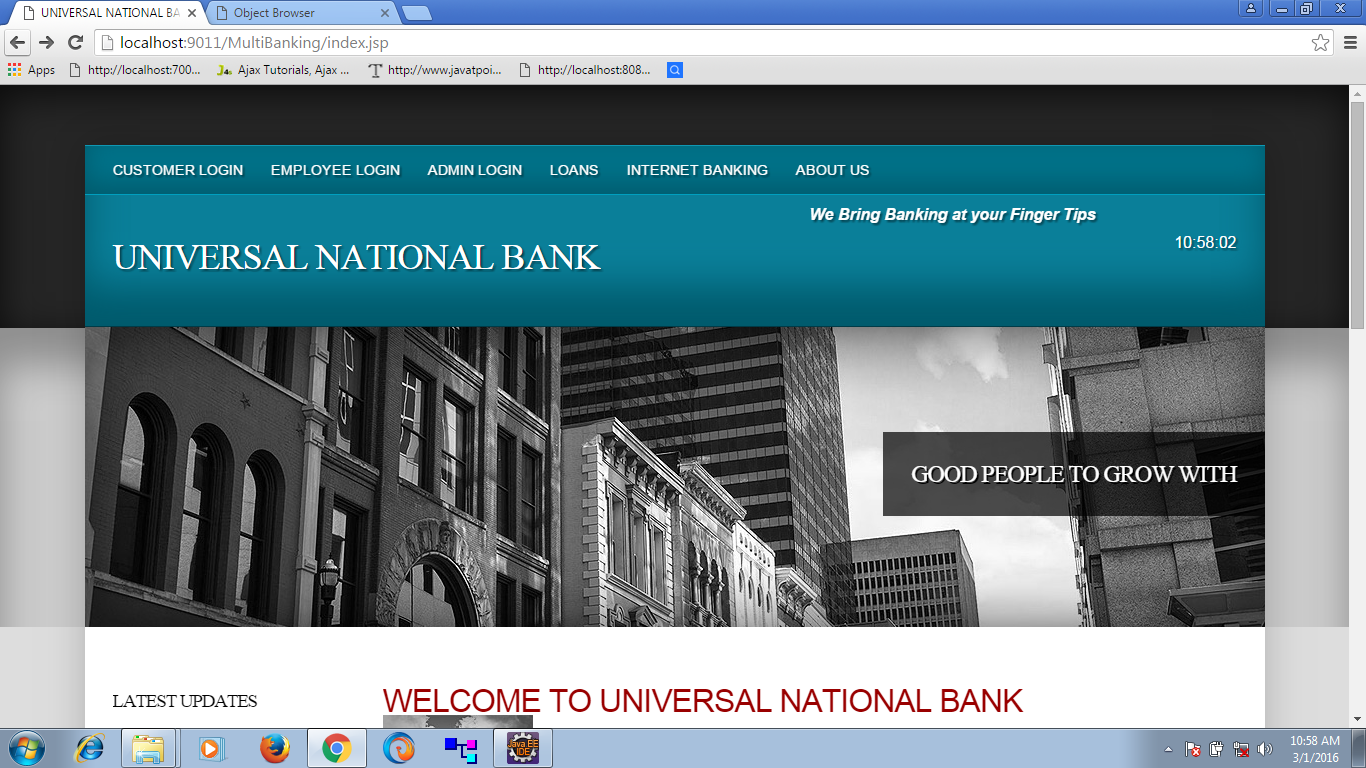 UNIVERSAL NATIONAL BA
Object Browser
localhost:9011/MultiBanking/index.jsp
Apps
http://localhost:700...
Ajax Tutorials, Ajax ...
http://www.javatpoi...
http://localhost:808...
CUSTOMER LOGIN EMPLOYEE LOGIN ADMIN LOGIN LOANS INTERNET BANKING ABOUT US
We Bring Banking at your Finger Tips
10:58:02
UNIVERSAL NATIONAL BANK
GOOD PEOPLE TO GROW WITH
LATEST UPDATES
WELCOME TO UNIVERSAL NATIONAL BANK
Java EE
IDE
10:58 AM
3/1/2016